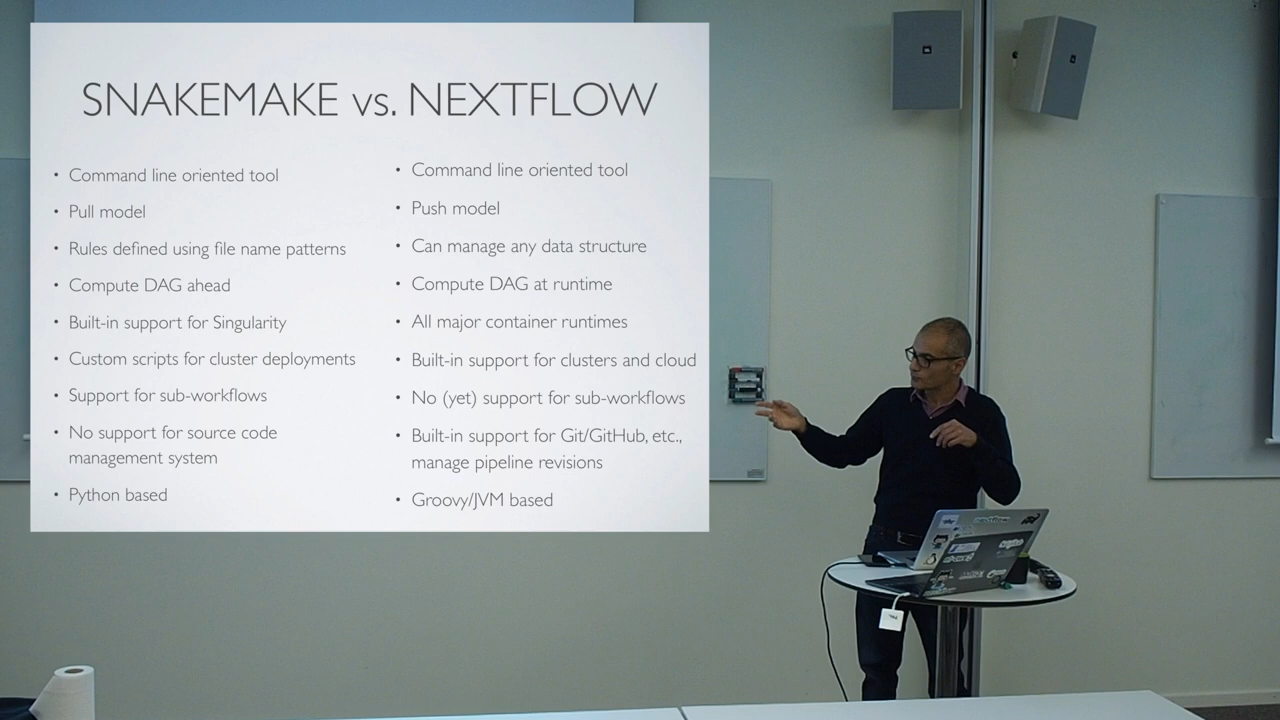 SNAKEMAKE vs. NEXTFLOW
• Command line oriented tool
• Pull model
• Rules defined using file name patterns
• Compute DAG ahead
• Built-in support for Singularity
• Custom scripts for cluster deployments
• Support for sub-workflows
• No support for source code
management system
• Python based
• Command line oriented tool
• Push model
• Can manage any data structure
• Compute DAG at runtime
• All major container runtimes
• Built-in support for clusters and cloud
• No (yet) support for sub-workflows
• Built-in support for Git/GitHub, etc.,
manage pipeline revisions
• Groovy/JVM based
nextflow